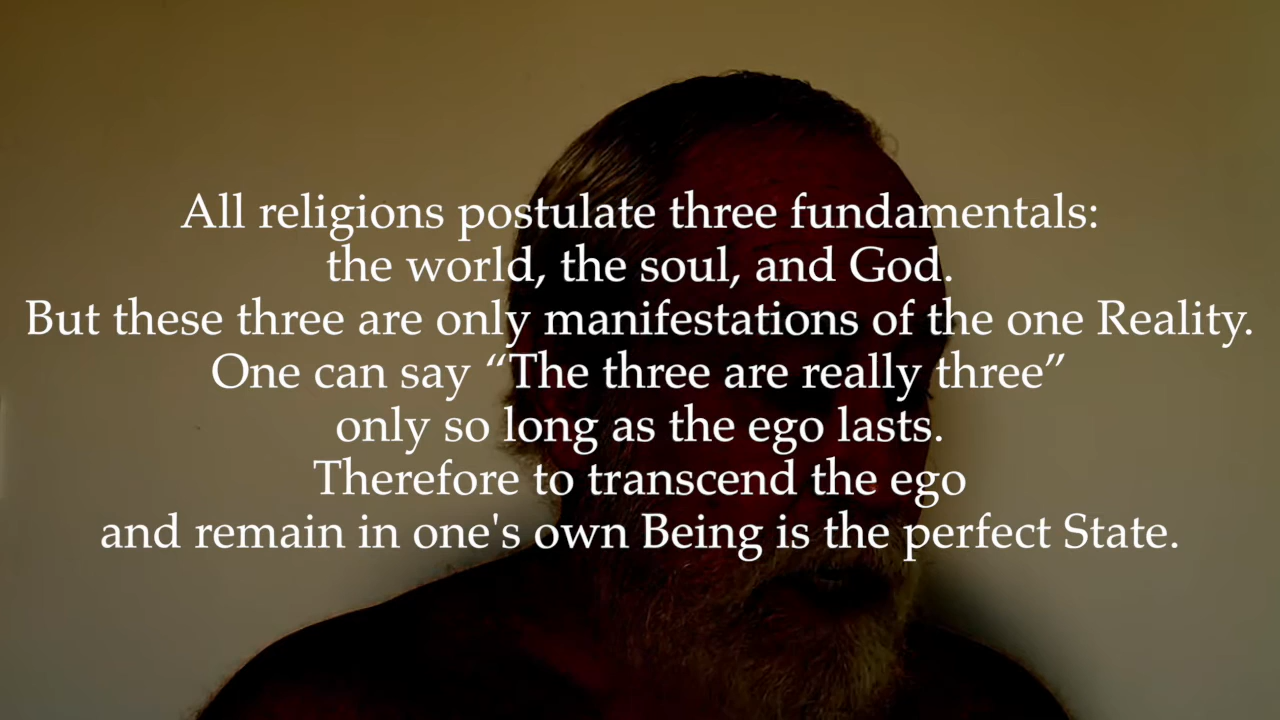 All religions postulate three fundamentals:
the world, the soul, and God.
But these three are only manifestations of the one Reality.
One can say “The three are really three”
only so long as the ego lasts.
Therefore to transcend the ego
and remain in one's own Being is the perfect State.